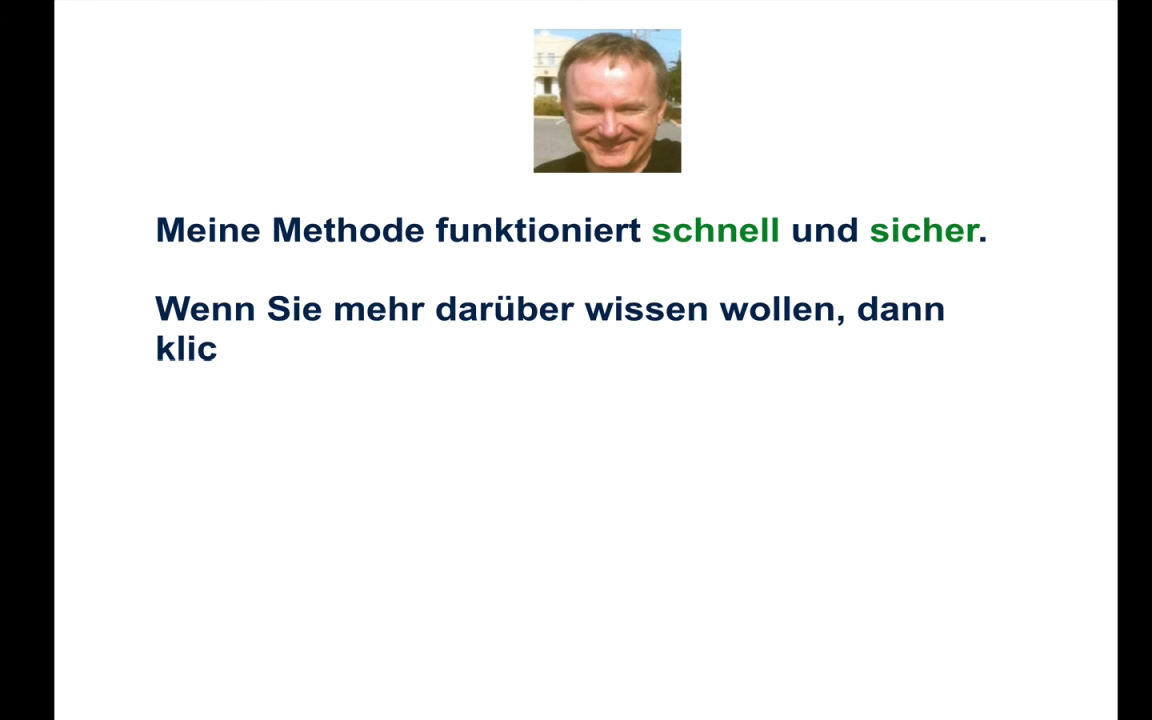 Meine Methode funktioniert schnell und sicher.
Wenn Sie mehr darüber wissen wollen, dann
klic